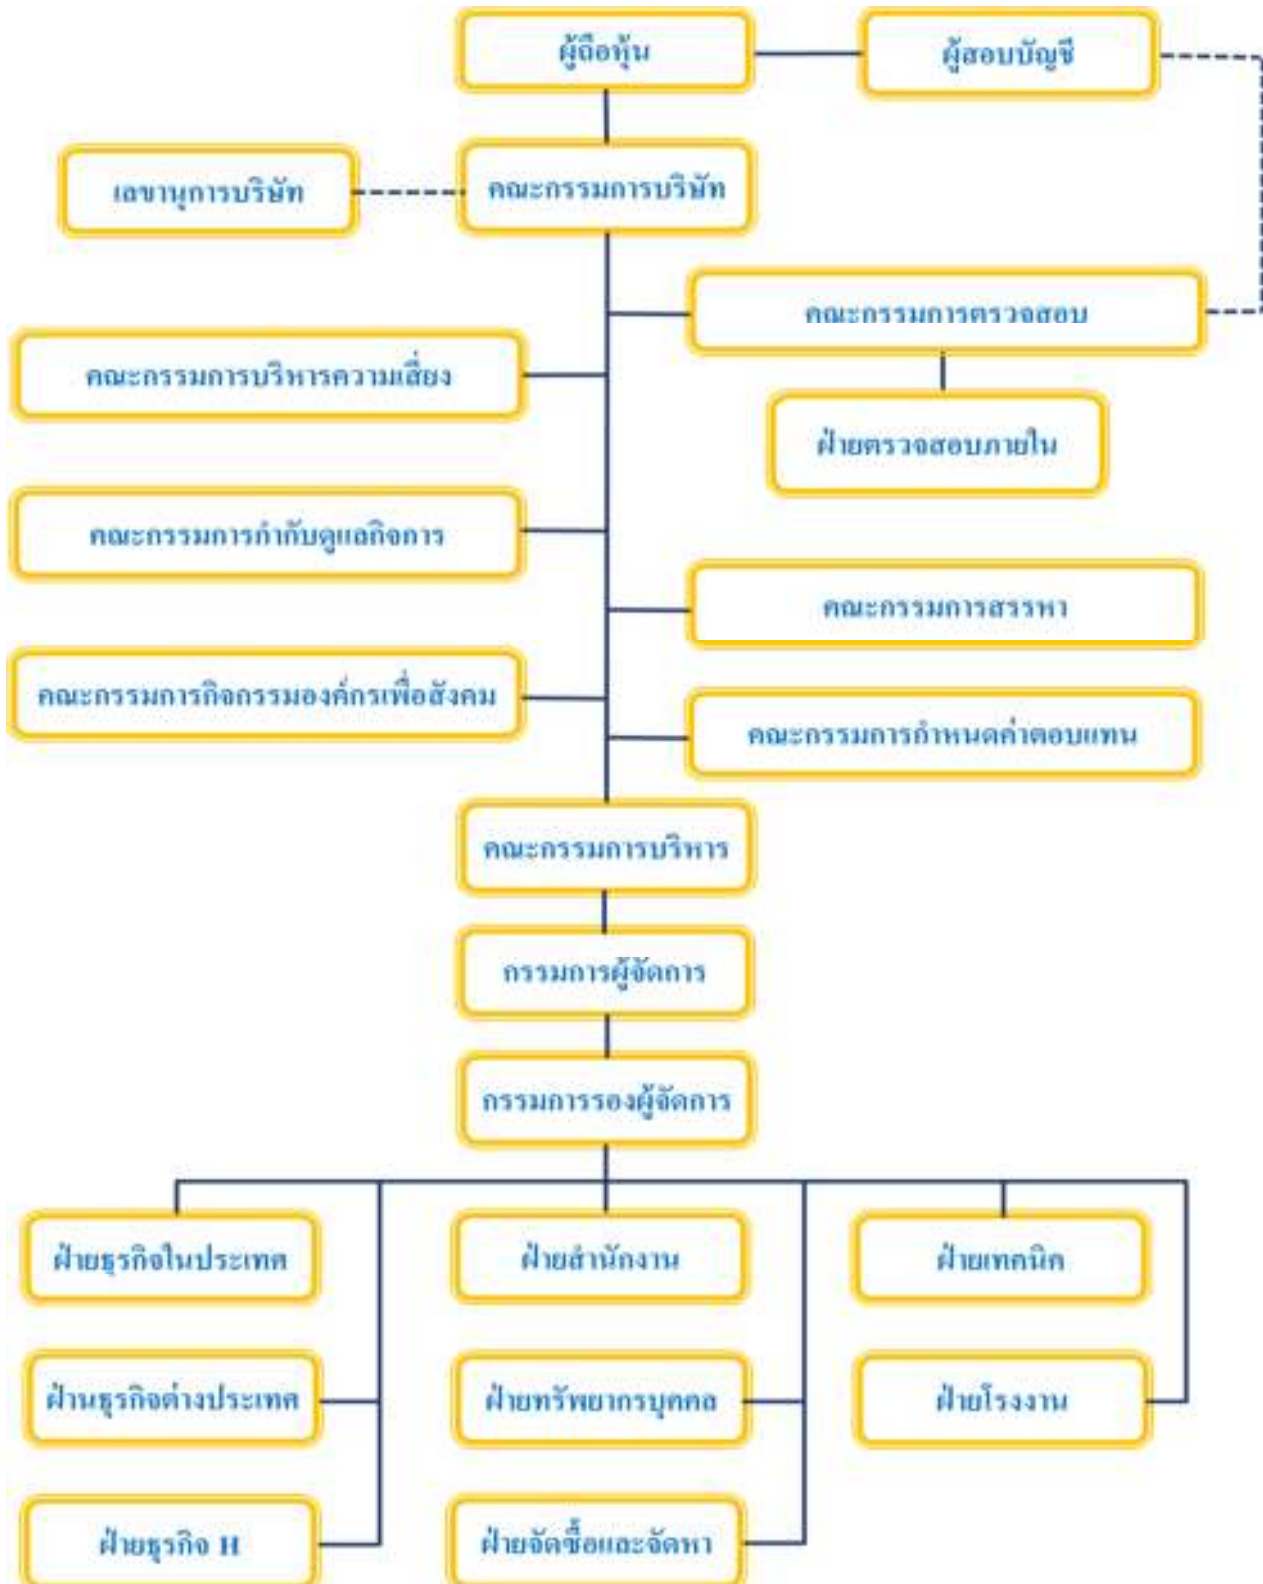 ผู้ถือหุ้น
ผู้สอบบัญชี
เลขานุการบริษัท
คณะกรรมการบริษัท
คณะกรรมการตรวจสอบ
คณะกรรมการบริหารความเสี่ยง
ฝ่ายตรวจสอบภายใน
คณะกรรมการกำกับดูแลกิจการ
คณะกรรมการสรรหา
คณะกรรมการกิจกรรมองค์กรเพื่อสังคม
คณะกรรมการกำหนดค่าตอบแทน
คณะกรรมการบริหาร
กรรมการผู้จัดการ
กรรมการรองผู้จัดการ
ฝ่ายธุรกิจในประเทศ
ฝ่ายสำนักงาน
ฝ่ายเทคนิค
ฝ่านธุรกิจต่างประเทศ
ฝ่ายทรัพยากรบุคคล
ฝ่ายโรงงาน
ฝ่ายธุรกิจ H
ฝ่ายจัดซื้อและจัดหา